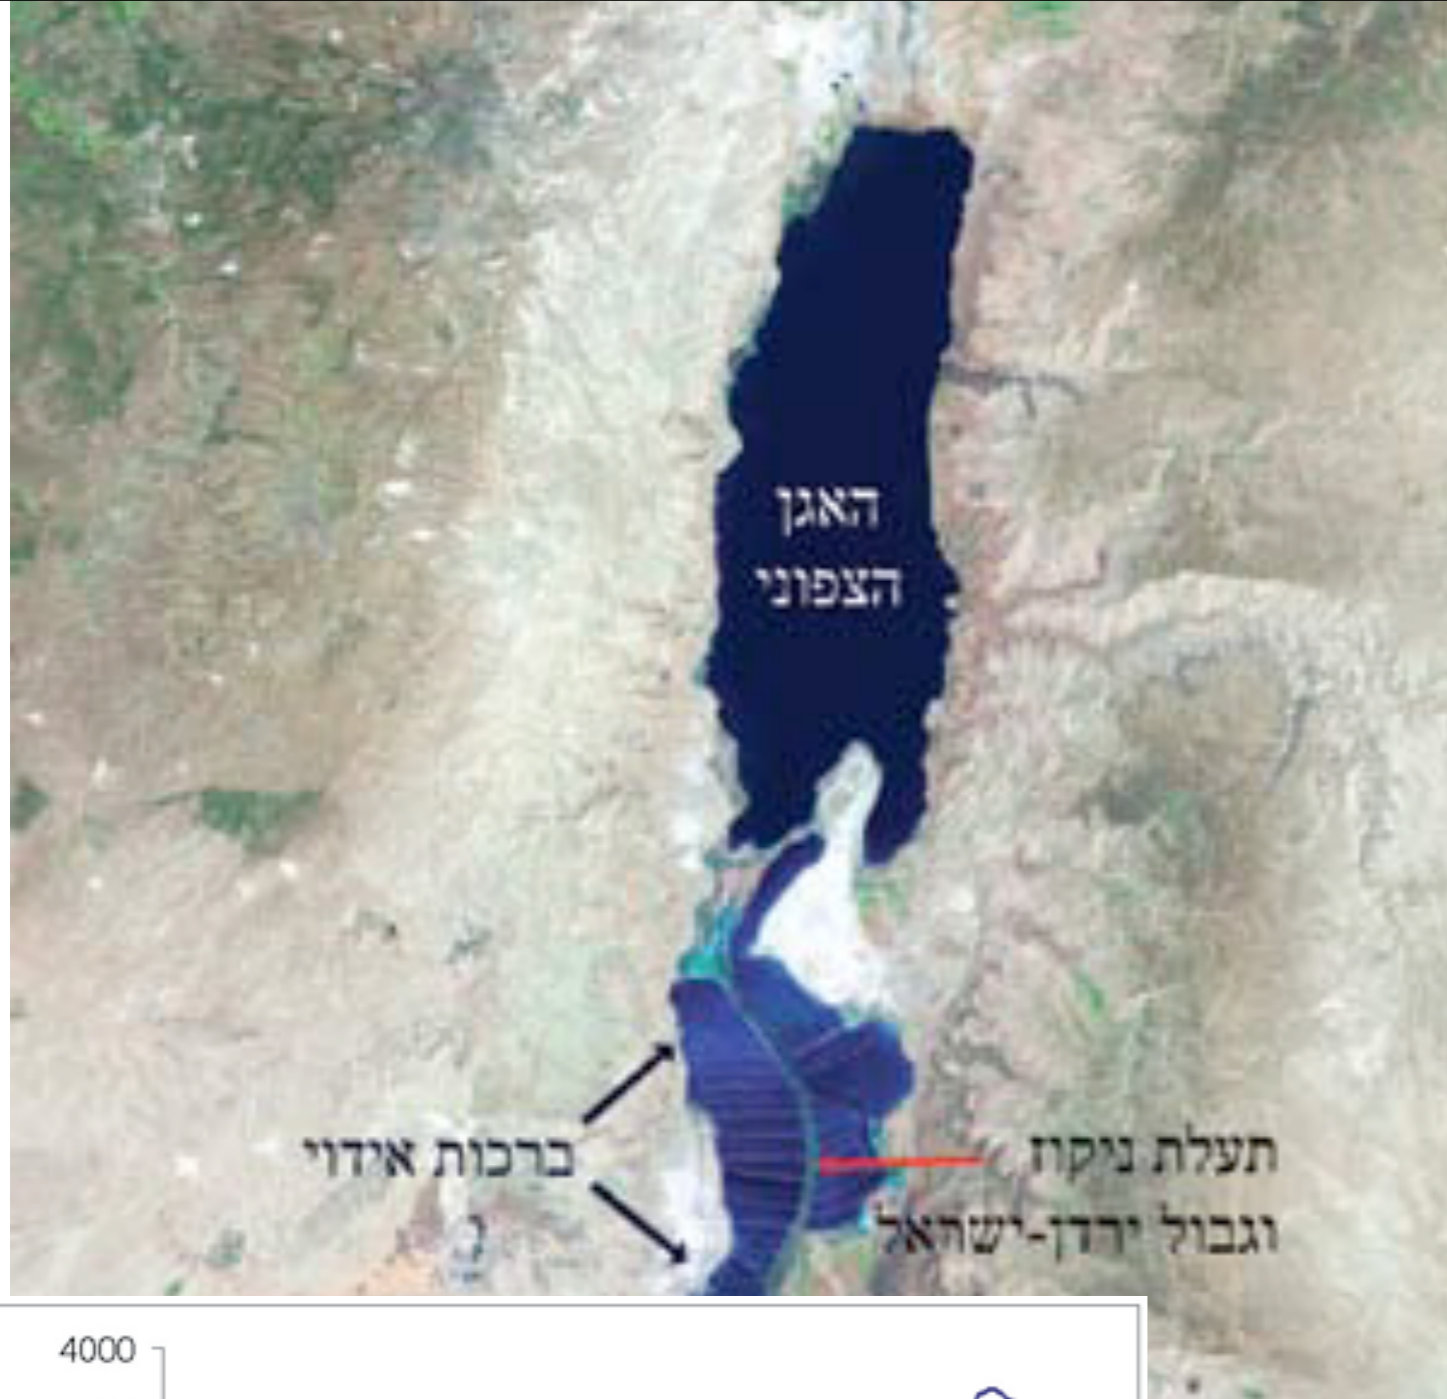 האגן
הצפוני
ברכות אידוי
תעלת ניקוז
וגבול ירדן-ישראל
4000